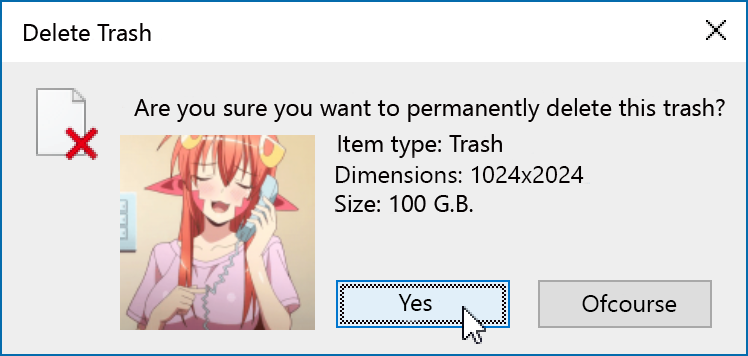 Delete Trash
Are you sure you want to permanently delete this trash?
Item type: Trash
Dimensions: 1024x2024
Size: 100 G.B.
Yes
Ofcourse